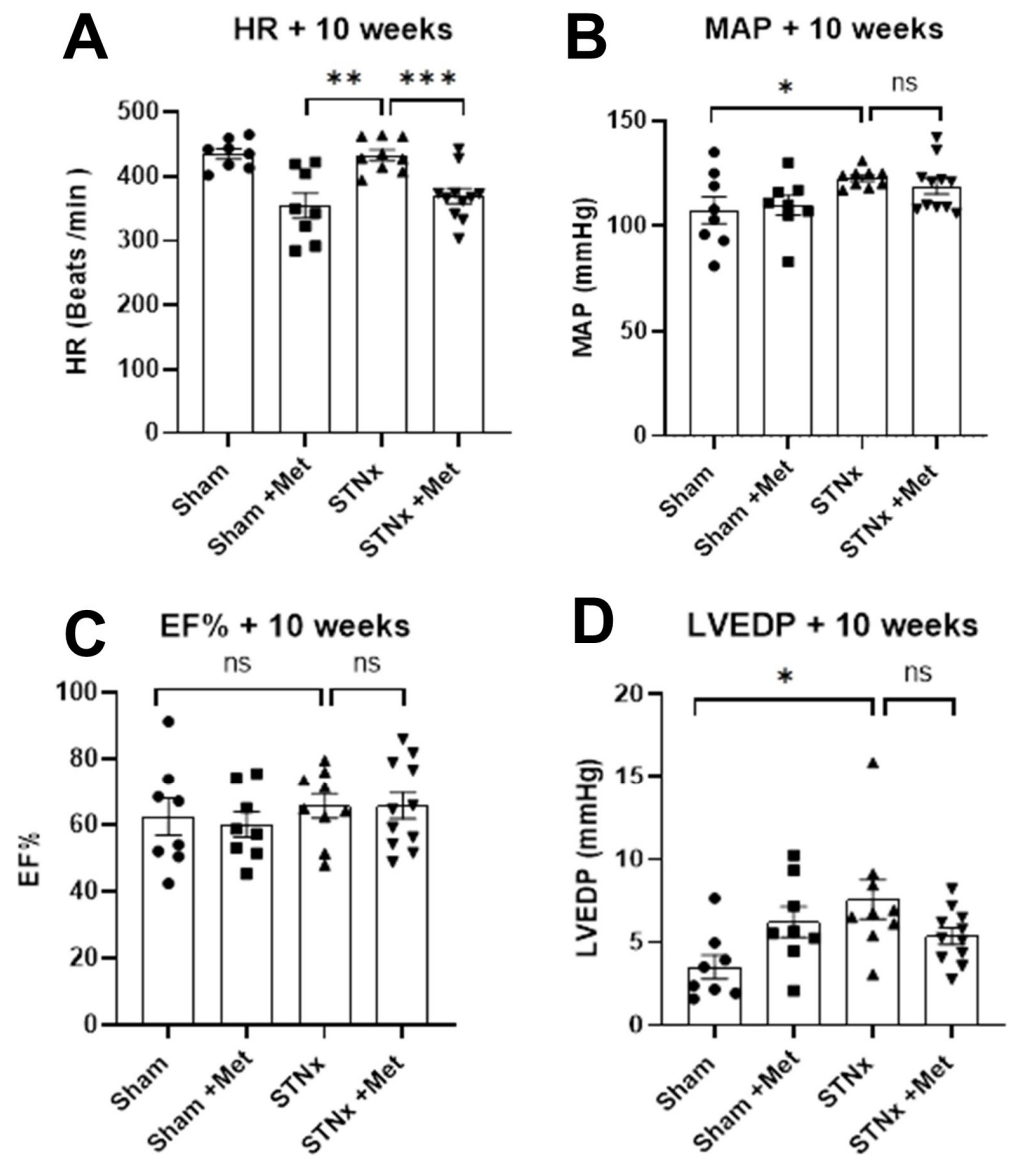 A
HR + 10 weeks
** ***
500
400
300
200
100
0
HR (Beats /min )
Sham
Sham +Met
STNx
STNx +Met
B
MAP + 10 weeks
* ns
150
100
50
0
MAP (mmHg)
Sham
Sham +Met
STNx
STNx +Met
C
EF% + 10 weeks
ns ns
100
80
60
40
20
0
EF%
Sham
Sham +Met
STNx
STNx +Met
D
LVEDP + 10 weeks
* ns
20
15
10
5
0
LVEDP (mmHg)
Sham
Sham +Met
STNx
STNx +Met